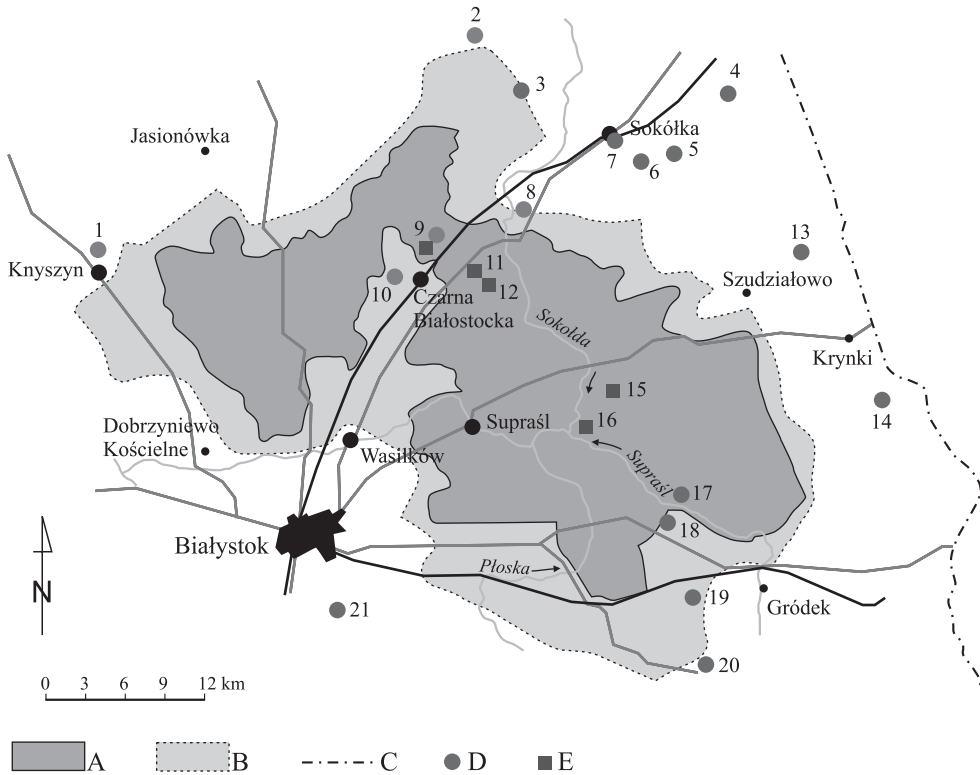 2
3
4
Jasionówka
Sokółka
7
6
5
8
1
9
13
Knyszyn
10
11
12
Szudziałowo
Czarna
Białostocka
Sokołda
Krynki
15
14
Dobrzyniewo
Kościelne
Supraśl
16
Wasilków
Supraśl
17
18
Białystok
Płoska
N
19
Gródek
21
20
0 3 6 9 12 km
A B C D E